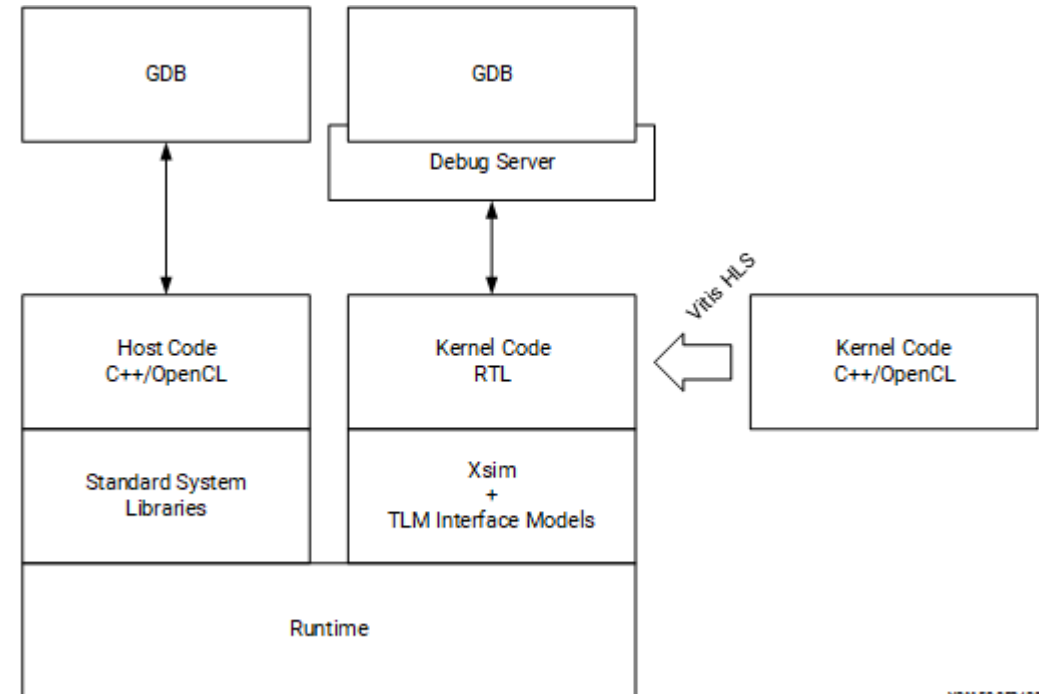 GDB
GDB
Debug Server
Vitis HLS
Host Code
C++/OpenCL
Kernel Code
RTL
Kernel Code
C++/OpenCL
Standard System
Libraries
Xsim
+
TLM Interface Models
Runtime